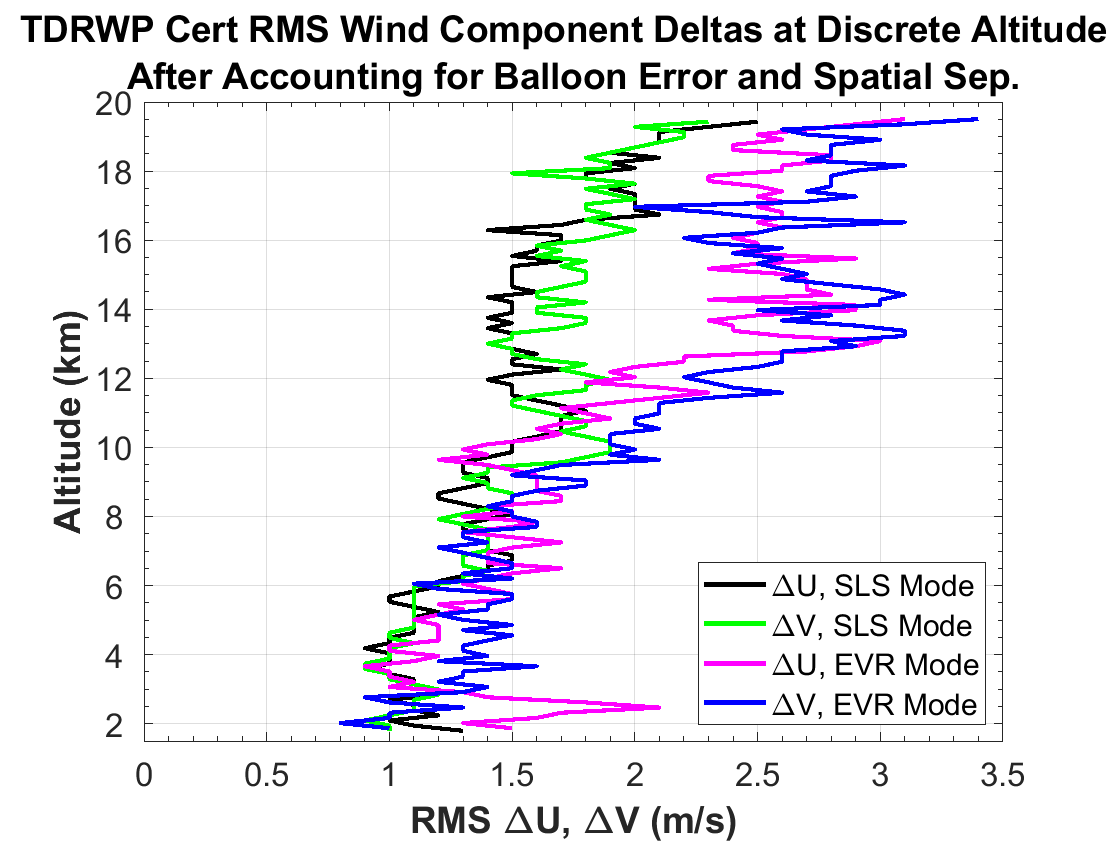 TDRWP Cert RMS Wind Component Deltas at Discrete Altitude
After Accounting for Balloon Error and Spatial Sep.
20
18
16
14
12
10
8
6
4
2
Altitude (km)
ΔU, SLS Mode
ΔV, SLS Mode
ΔU, EVR Mode
ΔV, EVR Mode
0 0.5 1 1.5 2 2.5 3 3.5
RMS ΔU, ΔV (m/s)